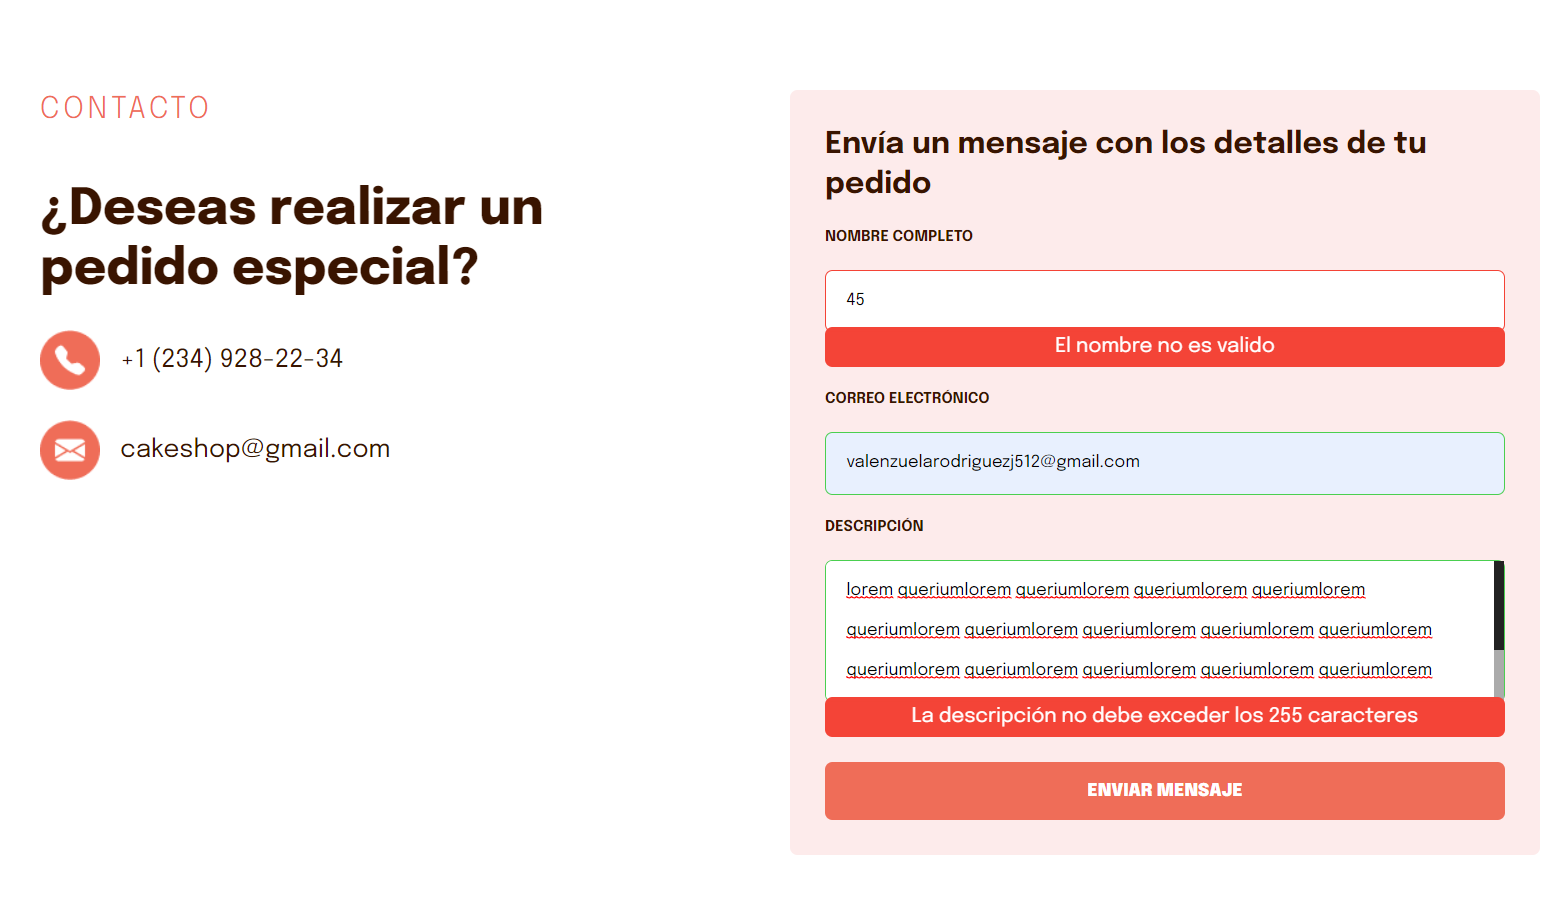 CONTACTO
¿Deseas realizar un
pedido especial?
+1 (234) 928-22-34
cakeshop@gmail.com
Envía un mensaje con los detalles de tu
pedido
NOMBRE COMPLETO
45
El nombre no es valido
CORREO ELECTRÓNICO
valenzuelarodriguezj512@gmail.com
DESCRIPCIÓN
lorem queriumlorem queriumlorem queriumlorem queriumlorem
queriumlorem queriumlorem queriumlorem queriumlorem queriumlorem
queriumlorem queriumlorem queriumlorem queriumlorem queriumlorem
La descripción no debe exceder los 255 caracteres
ENVIAR MENSAJE